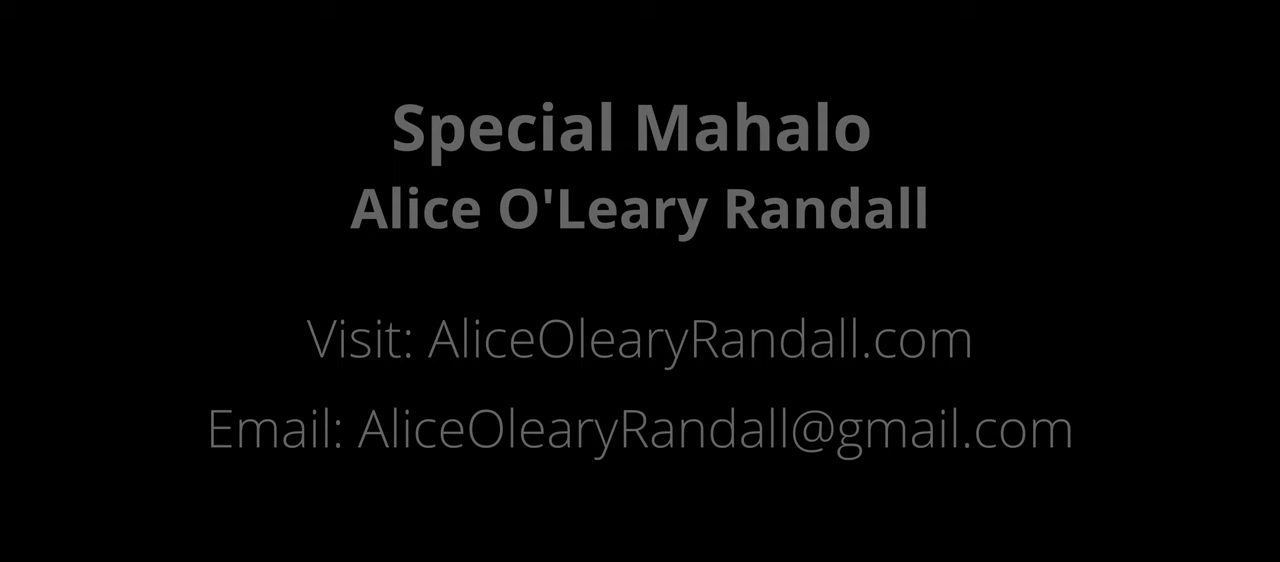 Special Mahalo
Alice O'Leary Randall
Visit: AliceOlearyRandall.com
Email: AliceOlearyRandall@gmail.com